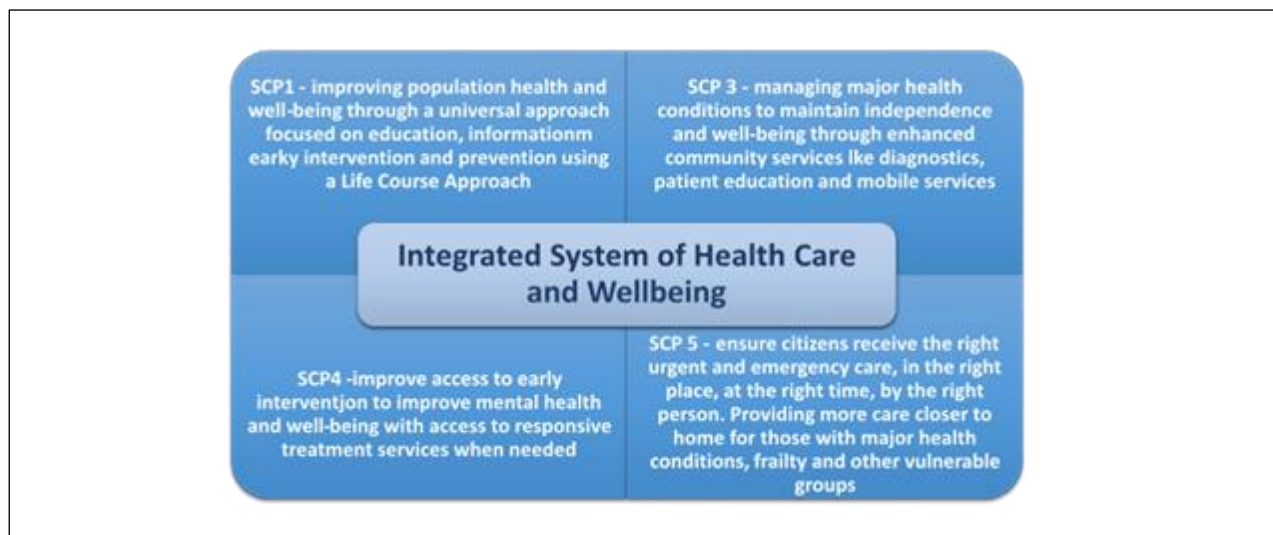 SCP1 - improving population health and
well-being through a universal approach
focused on education, informationm
earky intervention and prevention using
a Life Course Approach
SCP 3 - managing major health
conditions to maintain independence
and well-being through enhanced
community services lke diagnostics,
patient education and mobile services
Integrated System of Health Care
and Wellbeing
SCP4 -improve access to early
interventjon to improve mental health
and well-being with access to responsive
treatment services when needed
SCP 5 - ensure citizens receive the right
urgent and emergency care, in the right
place, at the right time, by the right
person. Providing more care closer to
home for those with major health
conditions, frailty and other vulnerable
groups